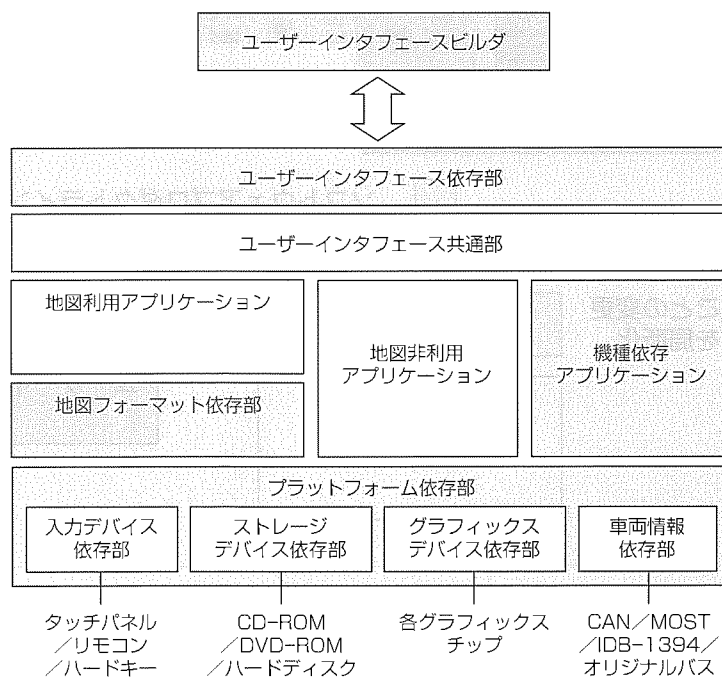 ユーザーインタフェースビルダ
ユーザーインタフェース依存部
ユーザーインタフェース共通部
地図利用アプリケーション
地図非利用
アプリケーション
機種依存
アプリケーション
地図フォーマット依存部
プラットフォーム依存部
入力デバイス
依存部
ストレージ
デバイス依存部
グラフィックス
デバイス依存部
車両情報
依存部
タッチパネル
／リモコン
／ハードキー
CD-ROM
／DVD-ROM
／ハードディスク
各グラフィックス
チップ
CAN／MOST
／IDB-1394／
オリジナルバス